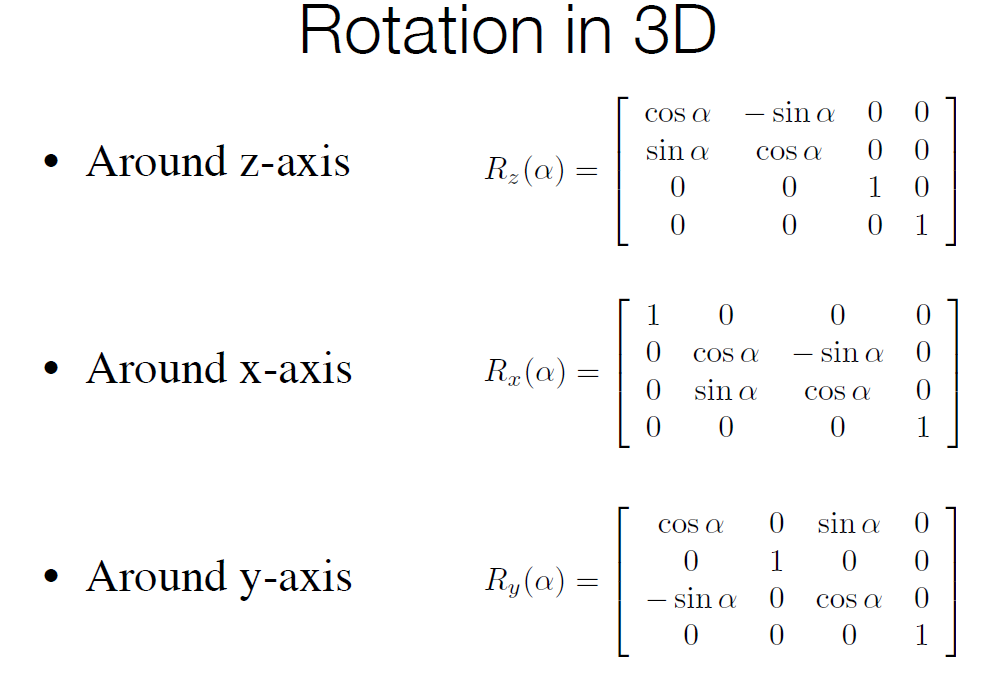 Rotation in 3D
• Around z-axis
R_z(α) =
cos α − sin α 0 0
sin α cos α 0 0
0 0 1 0
0 0 0 1
• Around x-axis
R_x(α) =
1 0 0 0
0 cos α − sin α 0
0 sin α cos α 0
0 0 0 1
• Around y-axis
R_y(α) =
cos α 0 sin α 0
0 1 0 0
− sin α 0 cos α 0
0 0 0 1